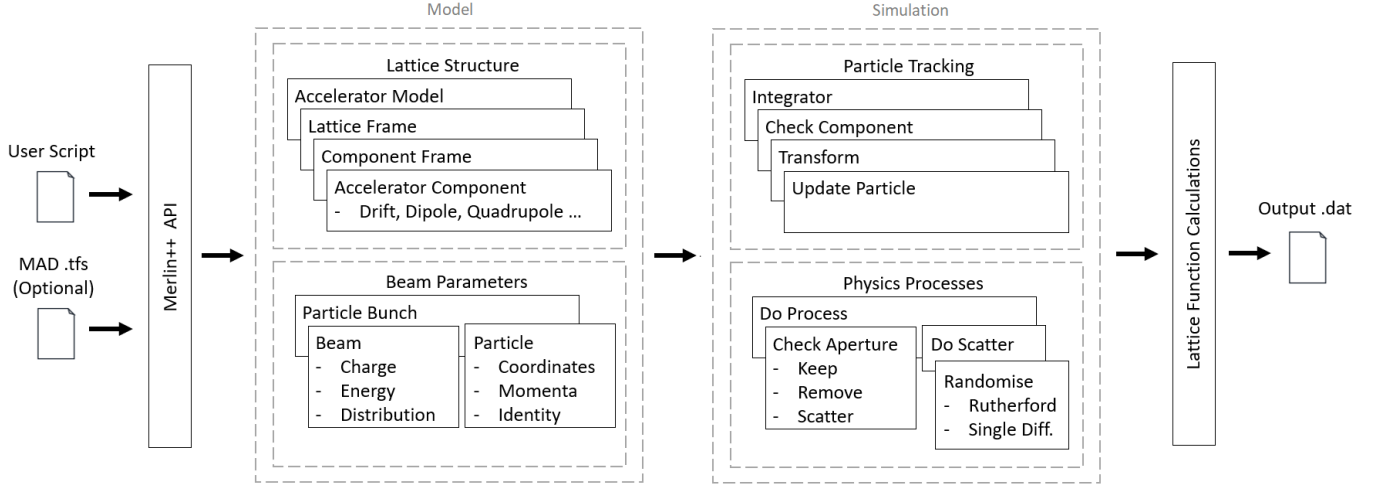 Model
Simulation
User Script
MAD .tfs
(Optional)
Merlin++ API
Lattice Structure
Accelerator Model
Lattice Frame
Component Frame
Accelerator Component
- Drift, Dipole, Quadrupole ...
Beam Parameters
Particle Bunch
Beam
- Charge
- Energy
- Distribution
Particle
- Coordinates
- Momenta
- Identity
Particle Tracking
Integrator
Check Component
Transform
Update Particle
Physics Processes
Do Process
Check Aperture
- Keep
- Remove
- Scatter
Do Scatter
Randomise
- Rutherford
- Single Diff.
Lattice Function Calculations
Output .dat